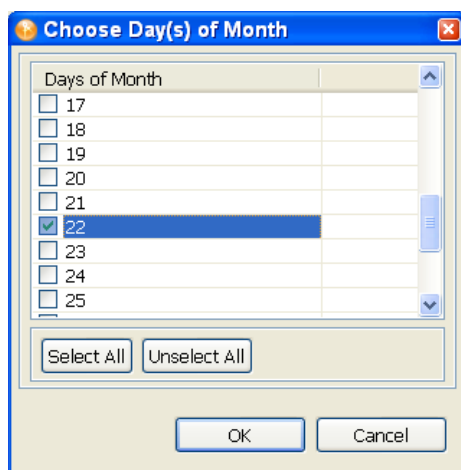 Choose Day(s) of Month
Days of Month
17
18
19
20
21
22
23
24
25
Select All Unselect All
OK Cancel